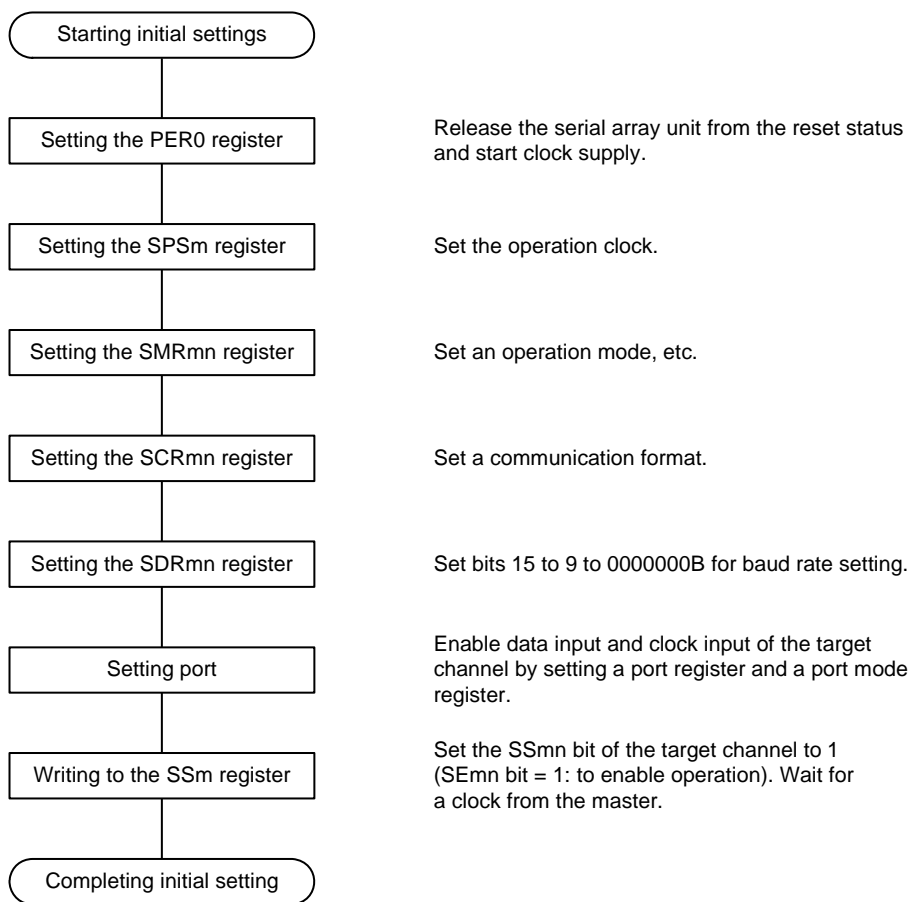 Starting initial settings
Setting the PER0 register
Release the serial array unit from the reset status
and start clock supply.
Setting the SPSm register
Set the operation clock.
Setting the SMRmn register
Set an operation mode, etc.
Setting the SCRmn register
Set a communication format.
Setting the SDRmn register
Set bits 15 to 9 to 0000000B for baud rate setting.
Setting port
Enable data input and clock input of the target
channel by setting a port register and a port mode
register.
Writing to the SSm register
Set the SSmn bit of the target channel to 1
(SEmn bit = 1: to enable operation). Wait for
a clock from the master.
Completing initial setting